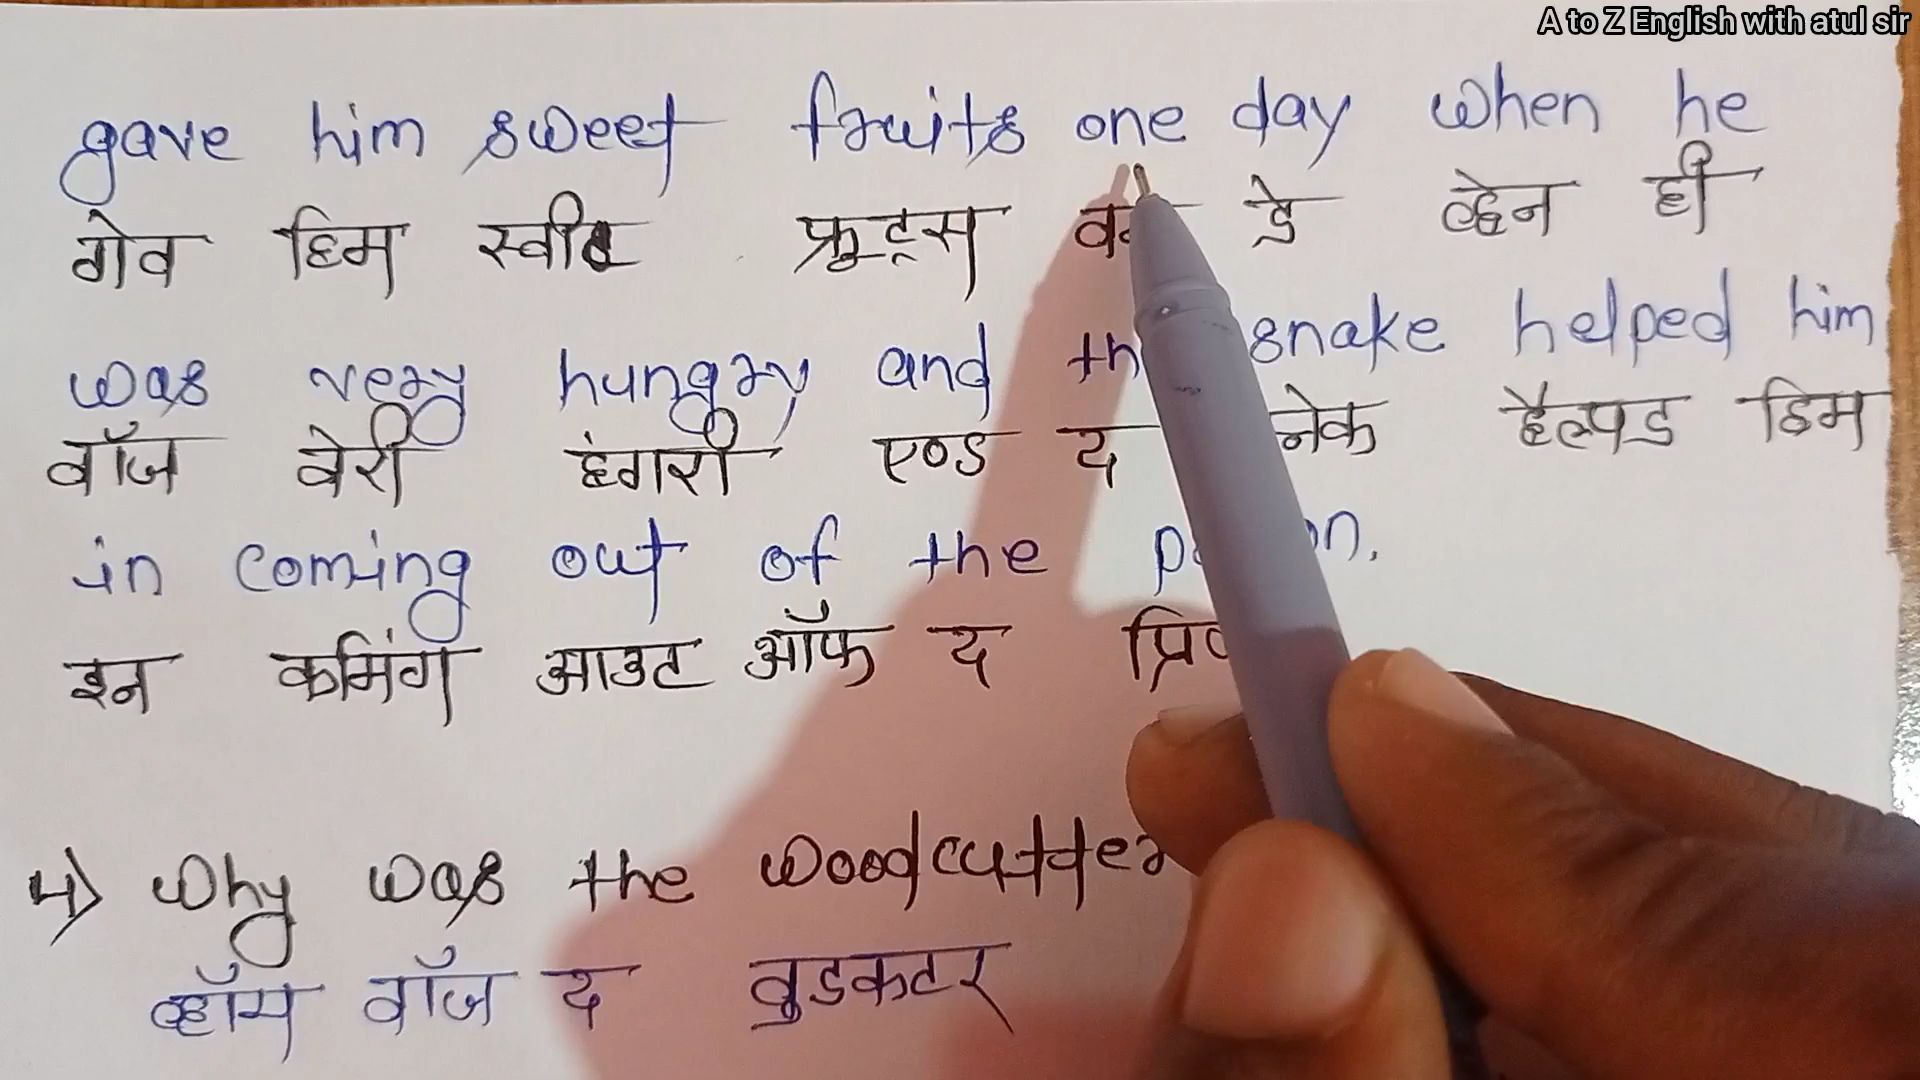 A to Z English with atul sir
gave him sweet fruits one day when he
गेव हिम स्वीट फ्रूट्स डे व्हेन ही
was very hungry and snake helped him
वॉज वेरी हंगरी एण्ड द हैल्पड हिम
in coming out of the
इन कमिंग आउट ऑफ द
4) Why was the woodcutter
व्हॉय वॉज द वुडकटर